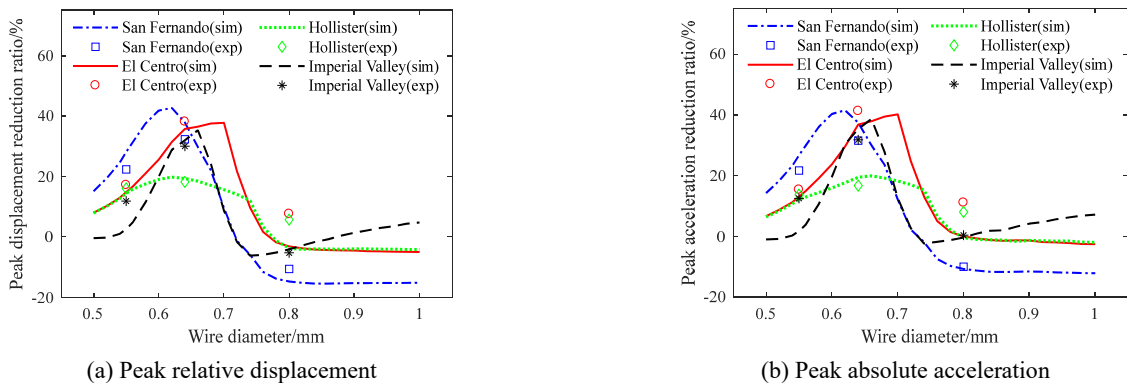 Peak displacement reduction ratio/%
60
40
20
0
-20
San Fernando(sim)
San Fernando(exp)
El Centro(sim)
El Centro(exp)
Hollister(sim)
Hollister(exp)
Imperial Valley(sim)
Imperial Valley(exp)
0.5 0.6 0.7 0.8 0.9 1
Wire diameter/mm
(a) Peak relative displacement
Peak acceleration reduction ratio/%
60
40
20
0
-20
San Fernando(sim)
San Fernando(exp)
El Centro(sim)
El Centro(exp)
Hollister(sim)
Hollister(exp)
Imperial Valley(sim)
Imperial Valley(exp)
0.5 0.6 0.7 0.8 0.9 1
Wire diameter/mm
(b) Peak absolute acceleration